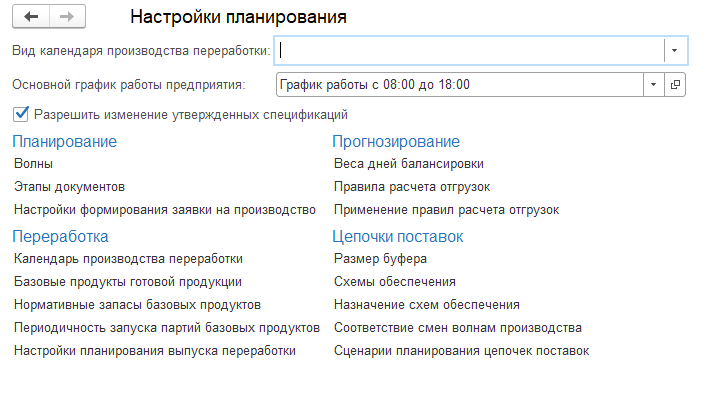 Настройки планирования
Вид календаря производства переработки:
Основной график работы предприятия: График работы с 08:00 до 18:00
Разрешить изменение утвержденных спецификаций
Планирование
Волны
Этапы документов
Настройки формирования заявки на производство
Прогнозирование
Веса дней балансировки
Правила расчета отгрузок
Применение правил расчета отгрузок
Переработка
Календарь производства переработки
Базовые продукты готовой продукции
Нормативные запасы базовых продуктов
Периодичность запуска партий базовых продуктов
Настройки планирования выпуска переработки
Цепочки поставок
Размер буфера
Схемы обеспечения
Назначение схем обеспечения
Соответствие смен волнам производства
Сценарии планирования цепочек поставок